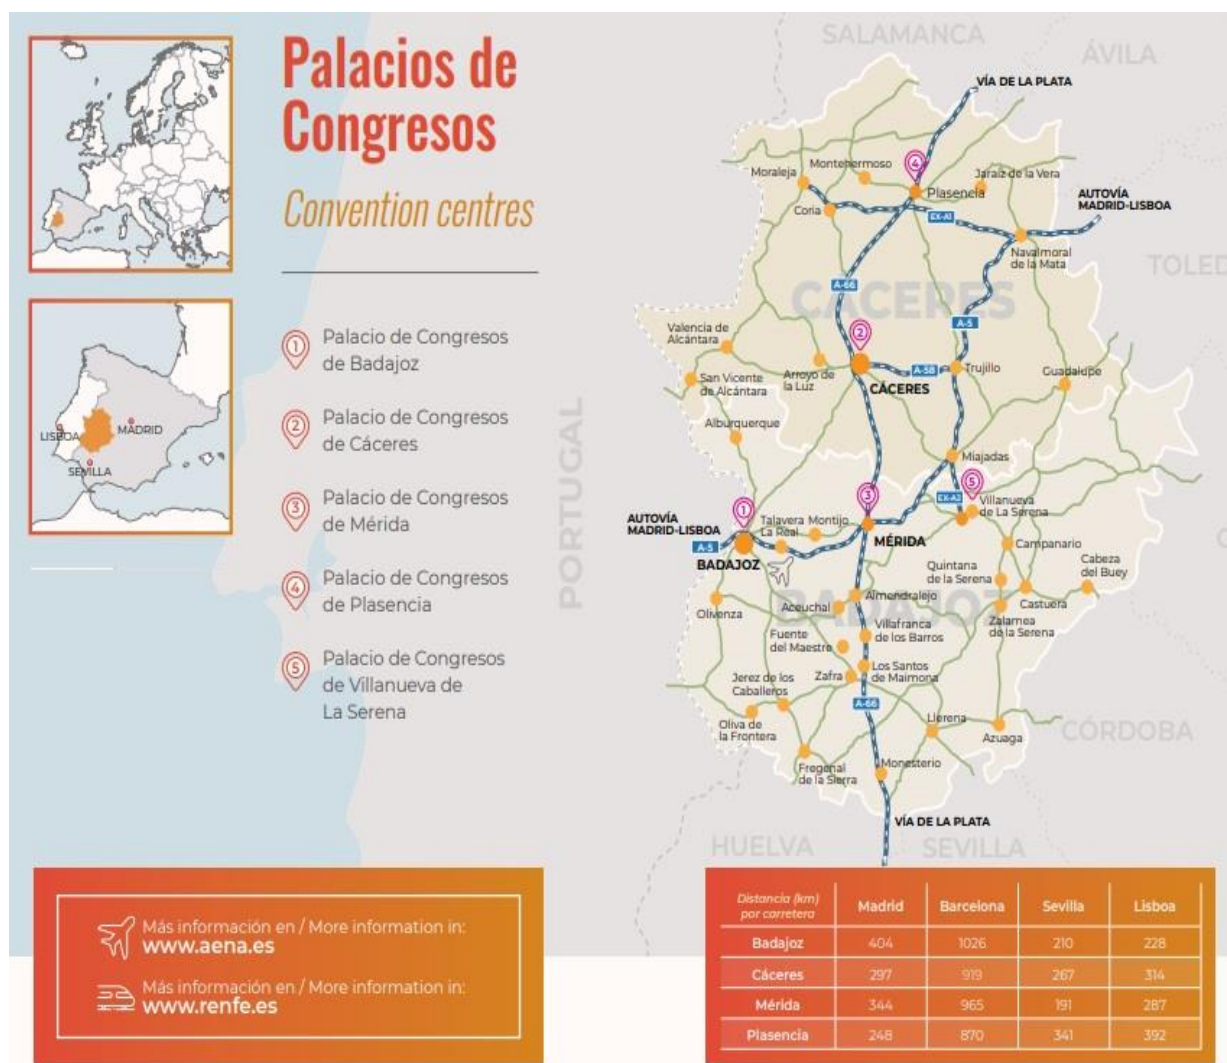 Palacios de
Congresos
Convention centres
LISBOA
MADRID
SEVILLA
1 Palacio de Congresos
de Badajoz
2 Palacio de Congresos
de Cáceres
3 Palacio de Congresos
de Mérida
4 Palacio de Congresos
de Plasencia
5 Palacio de Congresos
de Villanueva de
La Serena
SALAMANCA
ÁVILA
VÍA DE LA PLATA
Montehermoso
4
Moraleja
Jaraíz de la Vera
Plasencia
AUTOVÍA
MADRID-LISBOA
Coria
EX-A1
Navalmoral
de la Mata
TOLED
A-66
CÁCERES
A-5
Valencia de
Alcántara
2
San Vicente
de Alcántara
Arroyo de
la Luz
A-58
Trujillo
Guadalupe
CÁCERES
Alburquerque
PORTUGAL
Miajadas
5
3
EX-A2
Villanueva
de La Serena
1
AUTOVÍA
MADRID-LISBOA
Talavera
La Real
Montijo
A-5
MÉRIDA
Campanario
BADAJOZ
Quintana
de la Serena
Cabeza
del Buey
Olivenza
Aceuchal
Almendralejo
BADAJOZ
Castuera
Zalamea
de la Serena
Villafranca
de los Barros
Fuente
del Maestre
Los Santos
de Maimona
Zafra
Jerez de los
Caballeros
A-66
Oliva de
la Frontera
Llerena
Azuaga
CÓRDOBA
Fregenal
de la Sierra
Monesterio
VÍA DE LA PLATA
HUELVA
SEVILLA
Más información en / More information in:
www.aena.es
Más información en / More information in:
www.renfe.es
Distancia (km)
por carretera
Madrid Barcelona Sevilla Lisboa
Badajoz 404 1026 210 228
Cáceres 297 919 267 314
Mérida 344 965 191 287
Plasencia 248 870 341 392